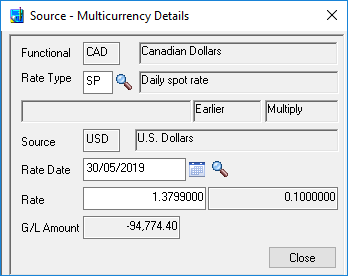 Source - Multicurrency Details
Functional CAD Canadian Dollars
Rate Type SP Daily spot rate
Earlier Multiply
Source USD U.S. Dollars
Rate Date 30/05/2019
Rate 1.3799000 0.1000000
G/L Amount -94,774.40
Close